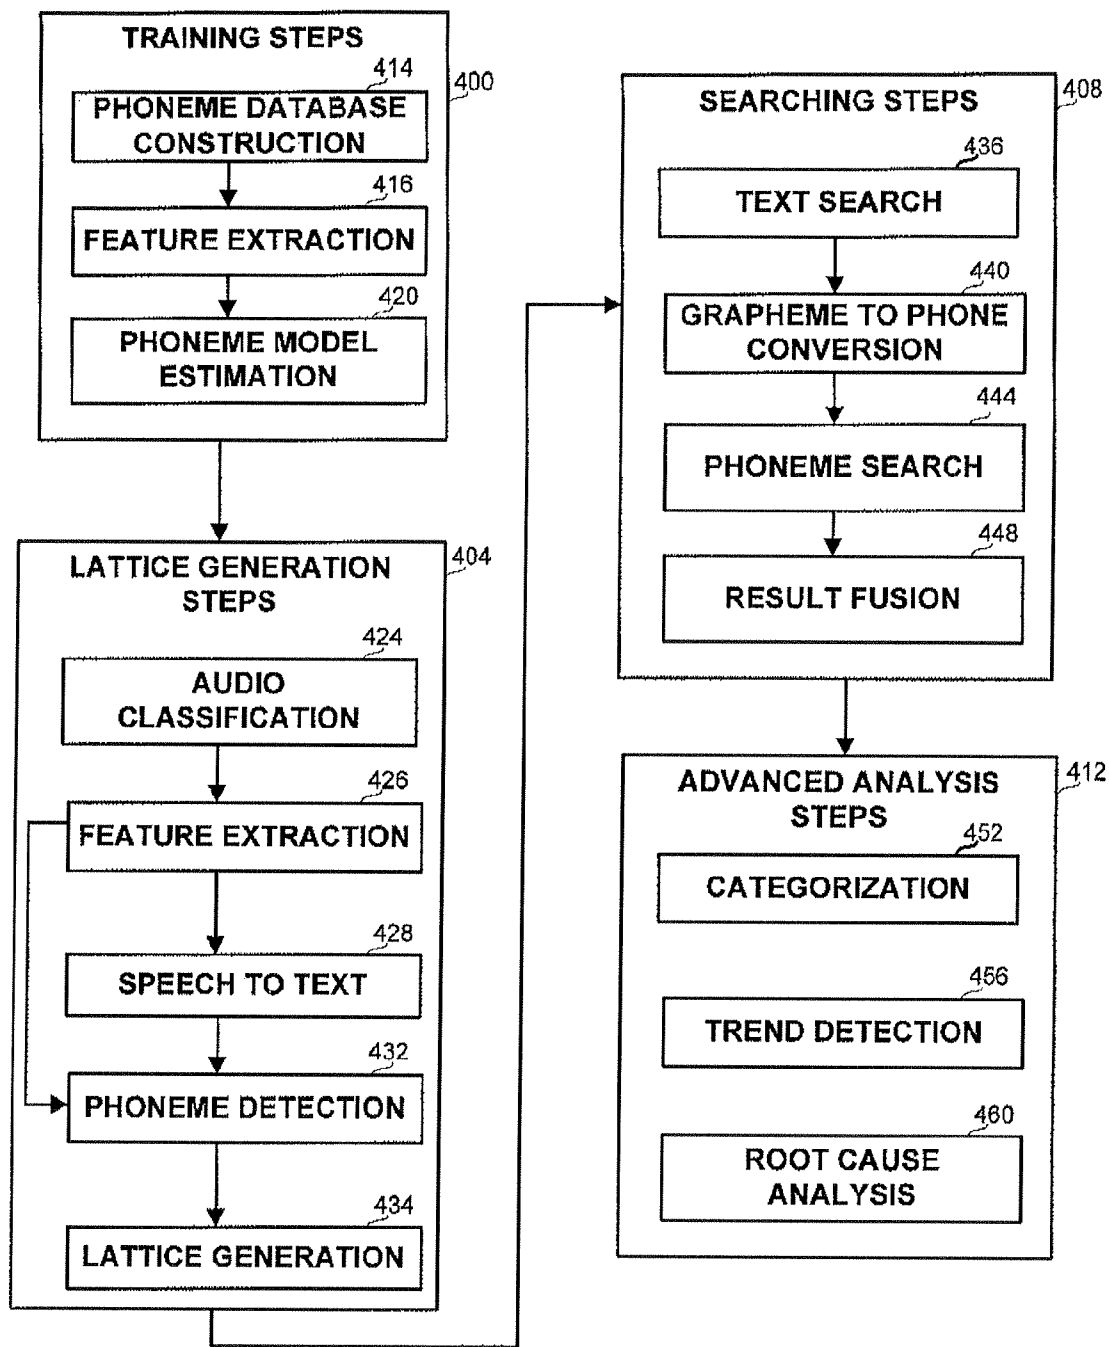 TRAINING STEPS
400
414
PHONEME DATABASE
CONSTRUCTION
416
FEATURE EXTRACTION
420
PHONEME MODEL
ESTIMATION
LATTICE GENERATION
STEPS
404
424
AUDIO
CLASSIFICATION
426
FEATURE EXTRACTION
428
SPEECH TO TEXT
432
PHONEME DETECTION
434
LATTICE GENERATION
SEARCHING STEPS
408
436
TEXT SEARCH
440
GRAPHEME TO PHONE
CONVERSION
444
PHONEME SEARCH
448
RESULT FUSION
ADVANCED ANALYSIS
STEPS
412
452
CATEGORIZATION
456
TREND DETECTION
460
ROOT CAUSE
ANALYSIS